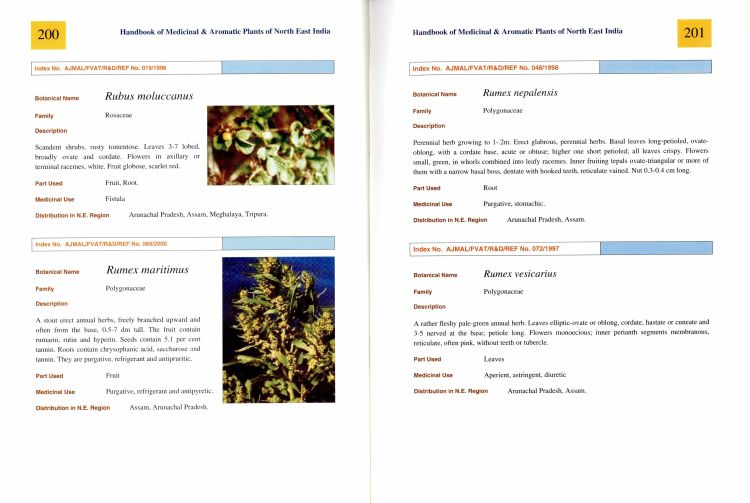 200
Handbook of Medicinal & Aromatic Plants of North East India
Index No. AJMAL/FVAT/R&D/REF No. 019/1996
Botanical Name Rubus moluccanus
Family Rosaceae
Description
Scandent shrubs, rusty tomentose. Leaves 3-7 lobed,
broadly ovate and cordate. Flowers in axillary or
terminal racemes, white. Fruit globose, scarlet red.
Part Used Fruit, Root.
Medicinal Use Fistula
Distribution in N.E. Region Arunachal Pradesh, Assam, Meghalaya, Tripura.
Index No. AJMAL/FVAT/R&D/REF No. 069/2000
Botanical Name Rumex maritimus
Family Polygonaceae
Description
A stout erect annual herbs, freely branched upward and
often from the base, 0.5-7 dm tall. The fruit contain
rumarin, rutin and hyperin. Seeds contain 5.1 per cent
tannin. Roots contain chrysophanic acid, saccharose and
tannin. They are purgative, refrigerant and antipruritic.
Part Used Fruit
Medicinal Use Purgative, refrigerant and antipyretic.
Distribution in N.E. Region Assam, Arunachal Pradesh.
Handbook of Medicinal & Aromatic Plants of North East India
201
Index No. AJMAL/FVAT/R&D/REF No. 048/1998
Botanical Name Rumex nepalensis
Family Polygonaceae
Description
Perennial herb growing to 1-.2m. Erect glabrous, perennial herbs. Basal leaves long-petioled, ovate-
oblong, with a cordate base, acute or obtuse; higher one short petioled; all leaves crispy. Flowers
small, green, in whorls combined into leafy racemes. Inner fruiting tepals ovate-triangular or more of
them with a narrow basal boss, dentate with hooked teeth, reticulate vained. Nut 0.3-0.4 cm long.
Part Used Root
Medicinal Use Purgative, stomachic.
Distribution in N.E. Region Arunachal Pradesh, Assam.
Index No. AJMAL/FVAT/R&D/REF No. 072/1997
Botanical Name Rumex vesicarius
Family Polygonaceae
Description
A rather fleshy pale-green annual herb. Leaves elliptic-ovate or oblong, cordate, hastate or cuneate and
3-5 nerved at the base; petiole long. Flowers monoecious; inner perianth segments membranous,
reticulate, often pink, without teeth or tubercle.
Part Used Leaves
Medicinal Use Aperient, astringent, diuretic
Distribution in N.E. Region Arunachal Pradesh, Assam.